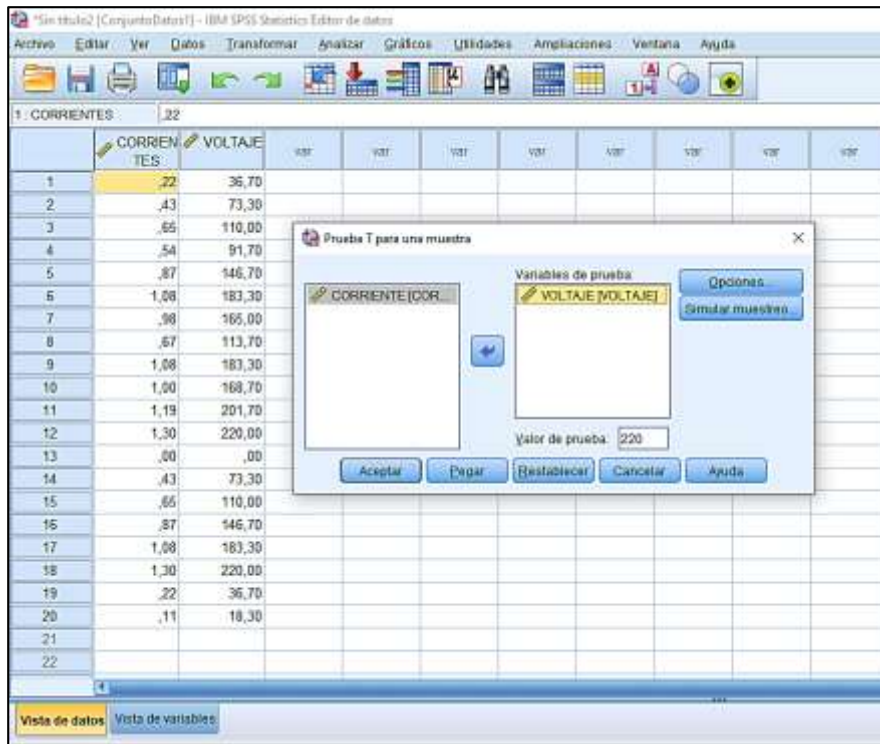 *Sin título2 [ConjuntoDatos1] - IBM SPSS Statistics Editor de datos
Archivo Editar Ver Datos Transformar Analizar Gráficos Utilidades Ampliaciones Ventana Ayuda
1 : CORRIENTES ,22
CORRIENTES VOLTAJE var var var var var var var var
1 ,22 36,70
2 ,43 73,30
3 ,65 110,00
4 ,54 91,70
5 ,87 146,70
6 1,08 183,30
7 ,98 165,00
8 ,67 113,70
9 1,08 183,30
10 1,00 168,70
11 1,19 201,70
12 1,30 220,00
13 ,00 ,00
14 ,43 73,30
15 ,65 110,00
16 ,87 146,70
17 1,08 183,30
18 1,30 220,00
19 ,22 36,70
20 ,11 18,30
21
22
Prueba T para una muestra
Variables de prueba:
CORRIENTE [COR...
VOLTAJE [VOLTAJE]
Opciones...
Simular muestreo...
Valor de prueba: 220
Aceptar Pegar Restablecer Cancelar Ayuda
Vista de datos Vista de variables